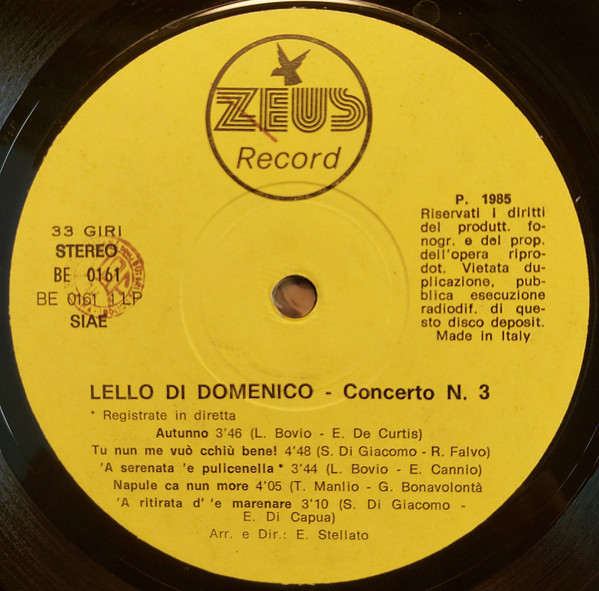 ZEUS
Record
33 GIRI
STEREO
BE 0161
BE 0161 1 LP
SIAE
P. 1985
Riservati i diritti
del produtt. fo-
nogr. e del prop.
dell'opera ripro-
dot. Vietata du-
plicazione, pub-
blica esecuzione
radiodif. di que-
sto disco deposit.
Made in Italy
LELLO DI DOMENICO - Concerto N. 3
* Registrate in diretta
Autunno 3'46 (L. Bovio - E. De Curtis)
Tu nun me vuò cchiù bene! 4'48 (S. Di Giacomo - R. Falvo)
'A serenata 'e pulicenella * 3'44 (L. Bovio - E. Cannio)
Napule ca nun more 4'05 (T. Manlio - G. Bonavolontà
'A ritirata d' 'e marenare 3'10 (S. Di Giacomo -
E. Di Capua)
Arr. e Dir.: E. Stellato